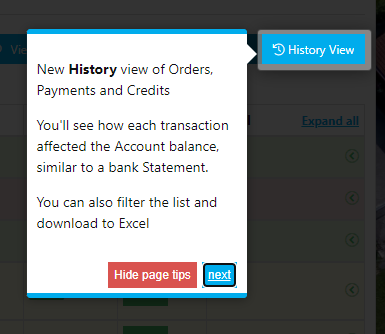 Vie
History View
New History view of Orders,
Payments and Credits
You'll see how each transaction
affected the Account balance,
similar to a bank Statement.
You can also filter the list and
download to Excel
Hide page tips
next
Expand all